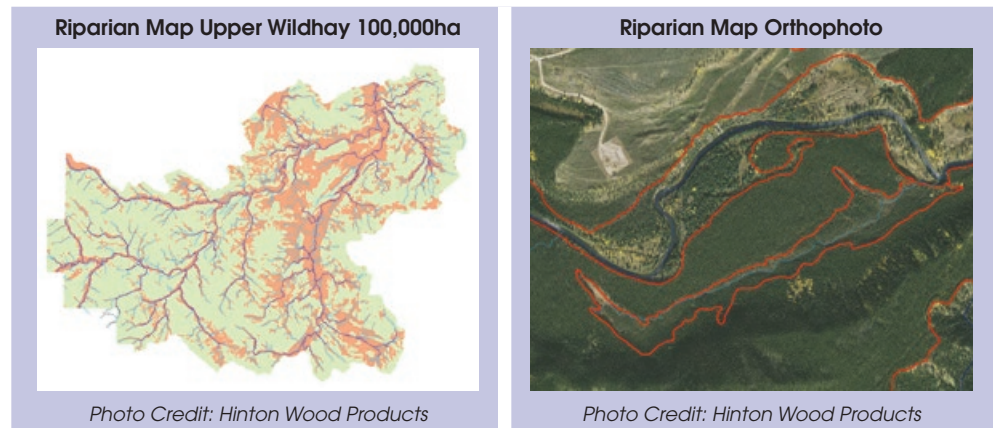 Riparian Map Upper Wildhay 100,000ha
Photo Credit: Hinton Wood Products
Riparian Map Orthophoto
Photo Credit: Hinton Wood Products